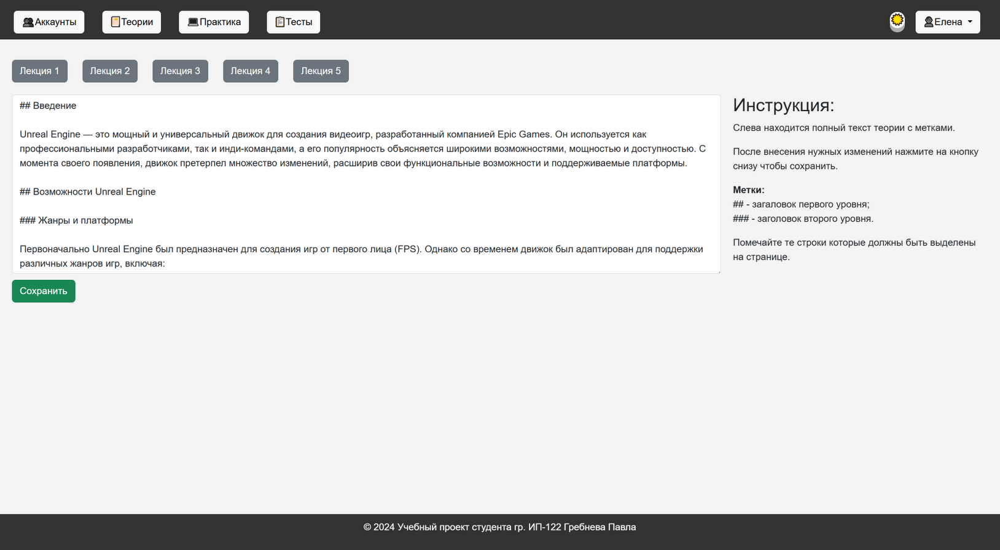 Аккаунты
Теории
Практика
Тесты
Елена
Лекция 1
Лекция 2
Лекция 3
Лекция 4
Лекция 5
## Введение
Unreal Engine — это мощный и универсальный движок для создания видеоигр, разработанный компанией Epic Games. Он используется как
профессиональными разработчиками, так и инди-командами, а его популярность объясняется широкими возможностями, мощностью и доступностью. С
момента своего появления, движок претерпел множество изменений, расширив свои функциональные возможности и поддерживаемые платформы.
## Возможности Unreal Engine
### Жанры и платформы
Первоначально Unreal Engine был предназначен для создания игр от первого лица (FPS). Однако со временем движок был адаптирован для поддержки
различных жанров игр, включая:
Сохранить
Инструкция:
Слева находится полный текст теории с метками.
После внесения нужных изменений нажмите на кнопку
снизу чтобы сохранить.
Метки:
## - загаловок первого уровня;
### - заголовок второго уровня.
Помечайте те строки которые должны быть выделены
на странице.
© 2024 Учебный проект студента гр. ИП-122 Гребнева Павла